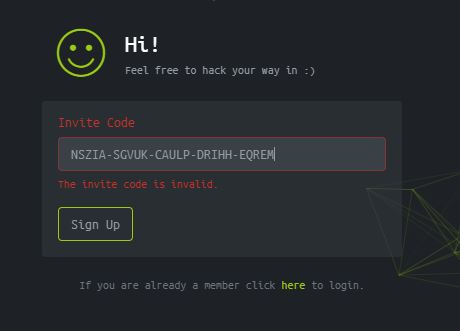 Hi!
Feel free to hack your way in :)
Invite Code
NSZIA-SGVUK-CAULP-DRIHH-EQREM
The invite code is invalid.
Sign Up
If you are already a member click here to login.